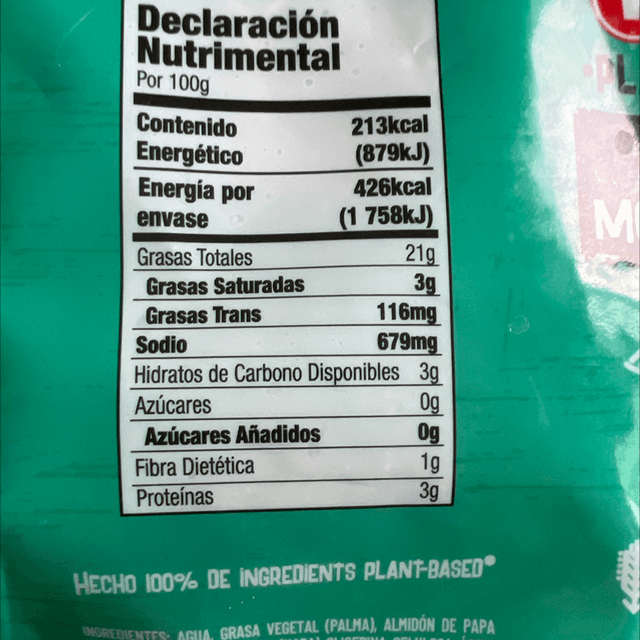 Declaración
Nutrimental
Por 100g
Contenido 213kcal
Energético (879kJ)
Energía por 426kcal
envase (1 758kJ)
Grasas Totales 21g
Grasas Saturadas 3g
Grasas Trans 116mg
Sodio 679mg
Hidratos de Carbono Disponibles 3g
Azúcares 0g
Azúcares Añadidos 0g
Fibra Dietética 1g
Proteínas 3g
HECHO 100% DE INGREDIENTS PLANT-BASED*
INGREDIENTES: AGUA, GRASA VEGETAL (PALMA), ALMIDÓN DE PAPA